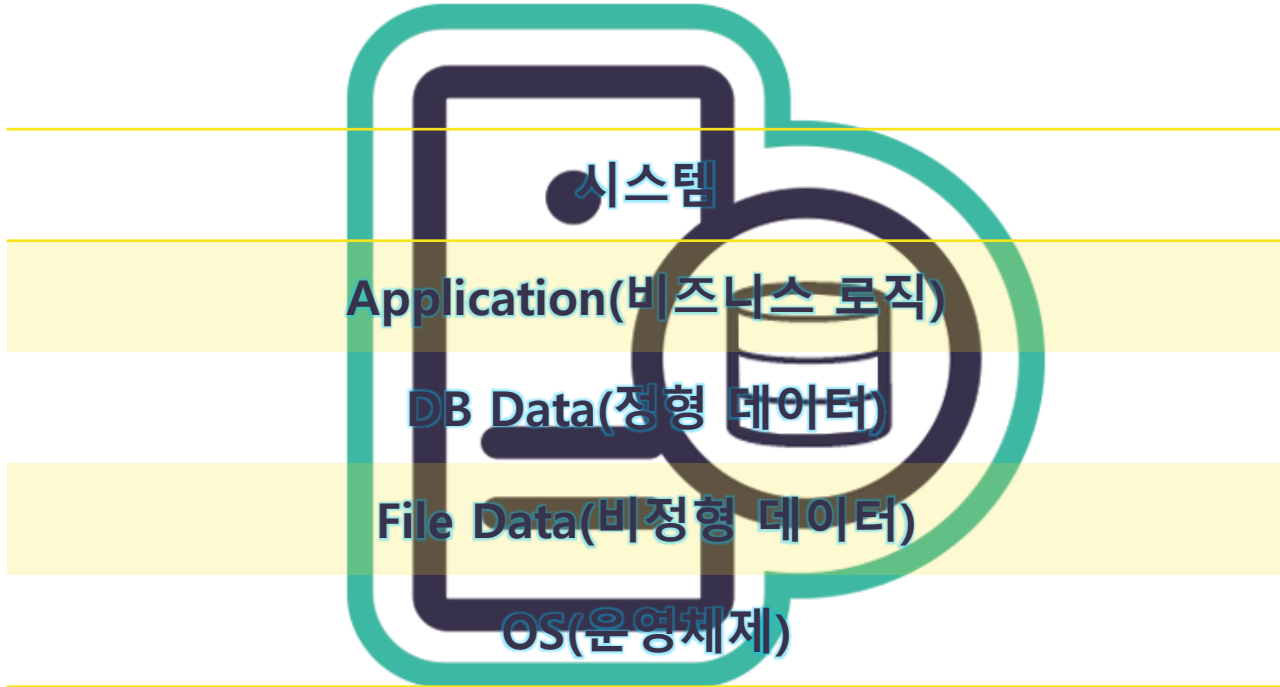 시스템
Application(비즈니스 로직)
DB Data(정형 데이터)
File Data(비정형 데이터)
OS(운영체제)